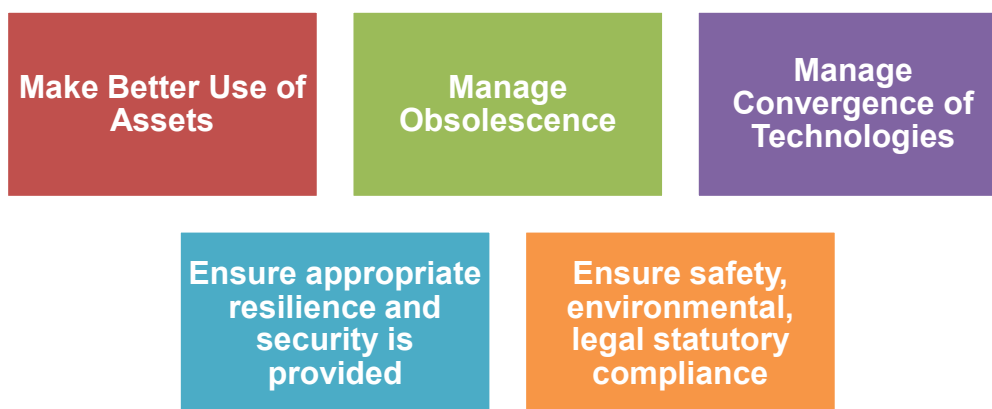 Make Better Use of
Assets
Manage
Obsolescence
Manage
Convergence of
Technologies
Ensure appropriate
resilience and
security is
provided
Ensure safety,
environmental,
legal statutory
compliance